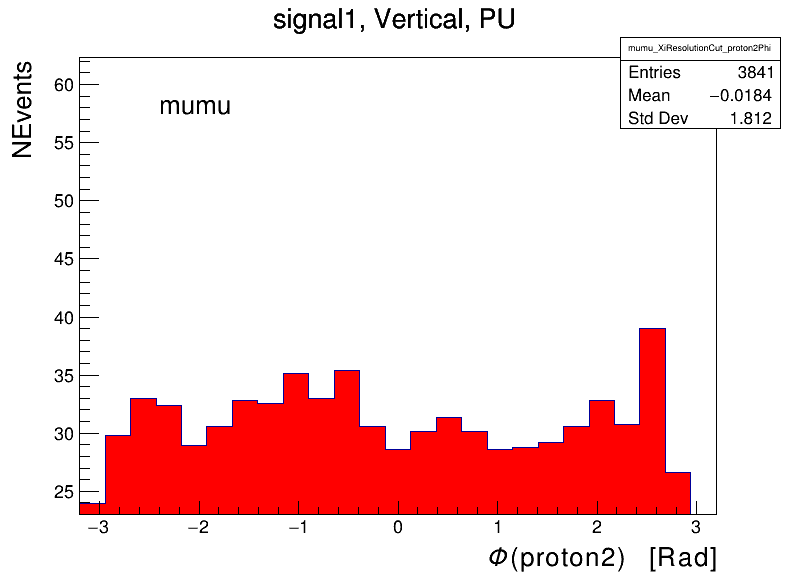 signal1, Vertical, PU
mumu_XiResolutionCut_proton2Phi
Entries 3841
Mean −0.0184
Std Dev 1.812
NEvents
mumu
60
55
50
45
40
35
30
25
−3 −2 −1 0 1 2 3
Φ(proton2) [Rad]